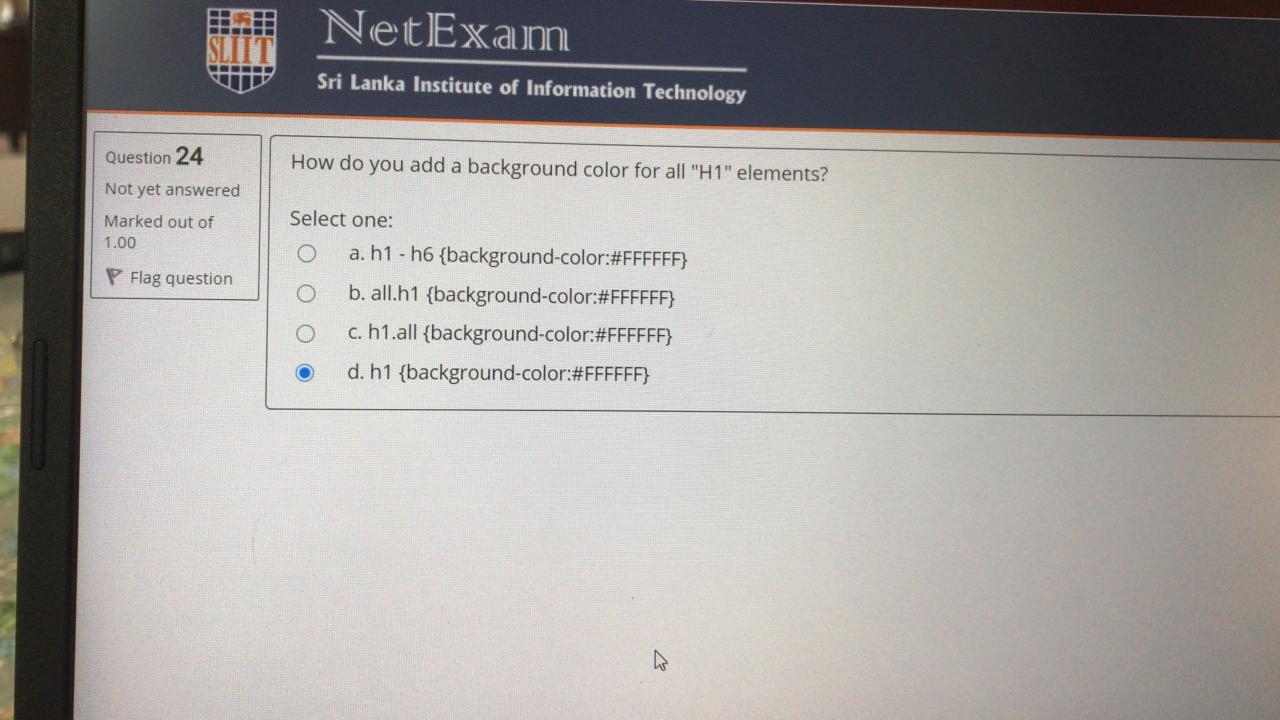 SLIIT
NetExam
Sri Lanka Institute of Information Technology
Question 24
Not yet answered
Marked out of
1.00
Flag question
How do you add a background color for all "H1" elements?
Select one:
a. h1 - h6 {background-color:#FFFFFF}
b. all.h1 {background-color:#FFFFFF}
c. h1.all {background-color:#FFFFFF}
d. h1 {background-color:#FFFFFF}